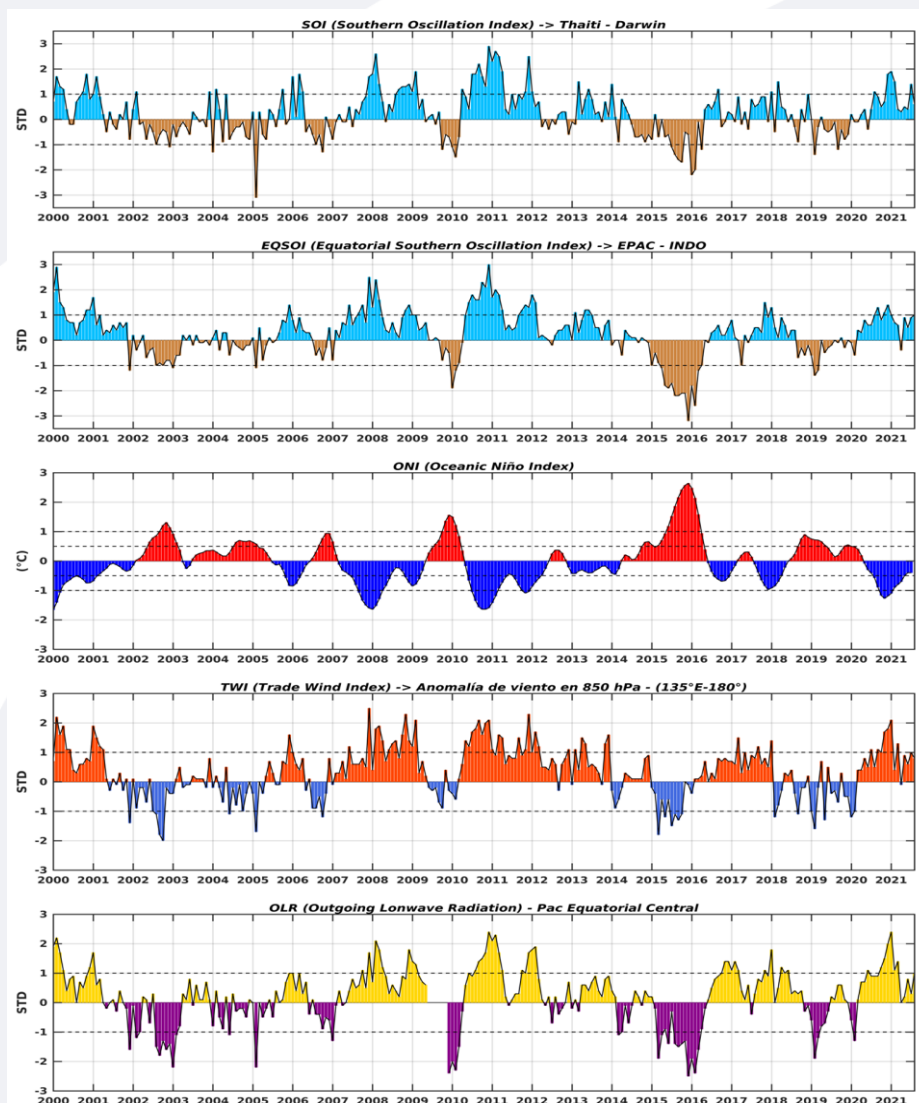 SOI (Southern Oscillation Index) -> Thaiti - Darwin
3
2
1
0
-1
-2
-3
STD
2000 2001 2002 2003 2004 2005 2006 2007 2008 2009 2010 2011 2012 2013 2014 2015 2016 2017 2018 2019 2020 2021
EQSOI (Equatorial Southern Oscillation Index) -> EPAC - INDO
3
2
1
0
-1
-2
-3
STD
2000 2001 2002 2003 2004 2005 2006 2007 2008 2009 2010 2011 2012 2013 2014 2015 2016 2017 2018 2019 2020 2021
ONI (Oceanic Niño Index)
3
2
1
0
-1
-2
-3
(°C)
2000 2001 2002 2003 2004 2005 2006 2007 2008 2009 2010 2011 2012 2013 2014 2015 2016 2017 2018 2019 2020 2021
TWI (Trade Wind Index) -> Anomalía de viento en 850 hPa - (135°E-180°)
3
2
1
0
-1
-2
-3
STD
2000 2001 2002 2003 2004 2005 2006 2007 2008 2009 2010 2011 2012 2013 2014 2015 2016 2017 2018 2019 2020 2021
OLR (Outgoing Lonwave Radiation) - Pac Equatorial Central
3
2
1
0
-1
-2
-3
STD
2000 2001 2002 2003 2004 2005 2006 2007 2008 2009 2010 2011 2012 2013 2014 2015 2016 2017 2018 2019 2020 2021